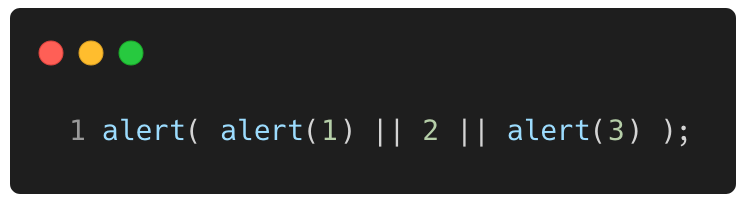 1 alert( alert(1) || 2 || alert(3) );